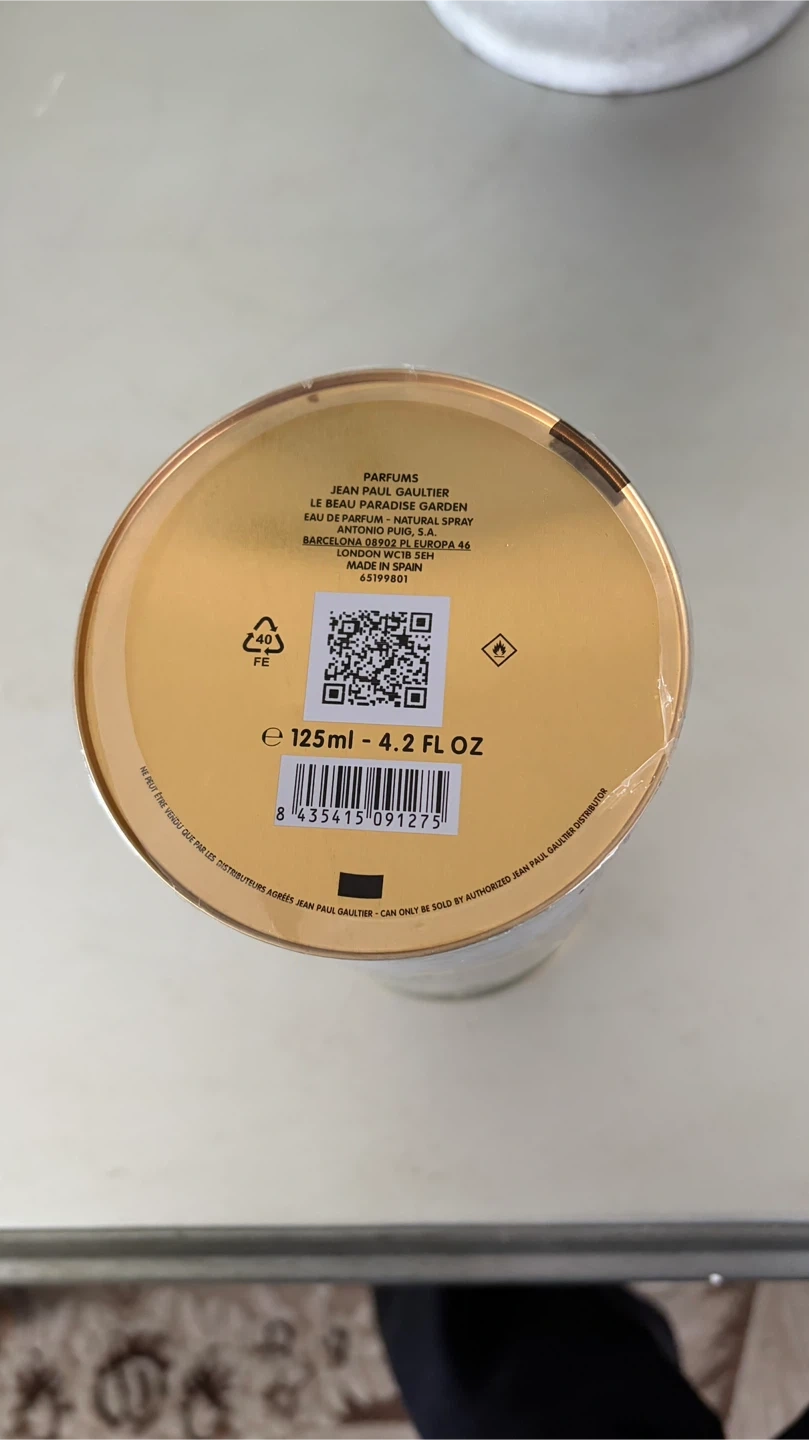 PARFUMS
JEAN PAUL GAULTIER
LE BEAU PARADISE GARDEN
EAU DE PARFUM - NATURAL SPRAY
ANTONIO PUIG, S.A.
BARCELONA 08902 PL EUROPA 46
LONDON WC1B 5EH
MADE IN SPAIN
65199801
40
FE
℮ 125ml - 4.2 FL OZ
8 435415 091275
NE PEUT ÊTRE VENDU QUE PAR LES DISTRIBUTEURS AGRÉÉS JEAN PAUL GAULTIER - CAN ONLY BE SOLD BY AUTHORIZED JEAN PAUL GAULTIER DISTRIBUTOR